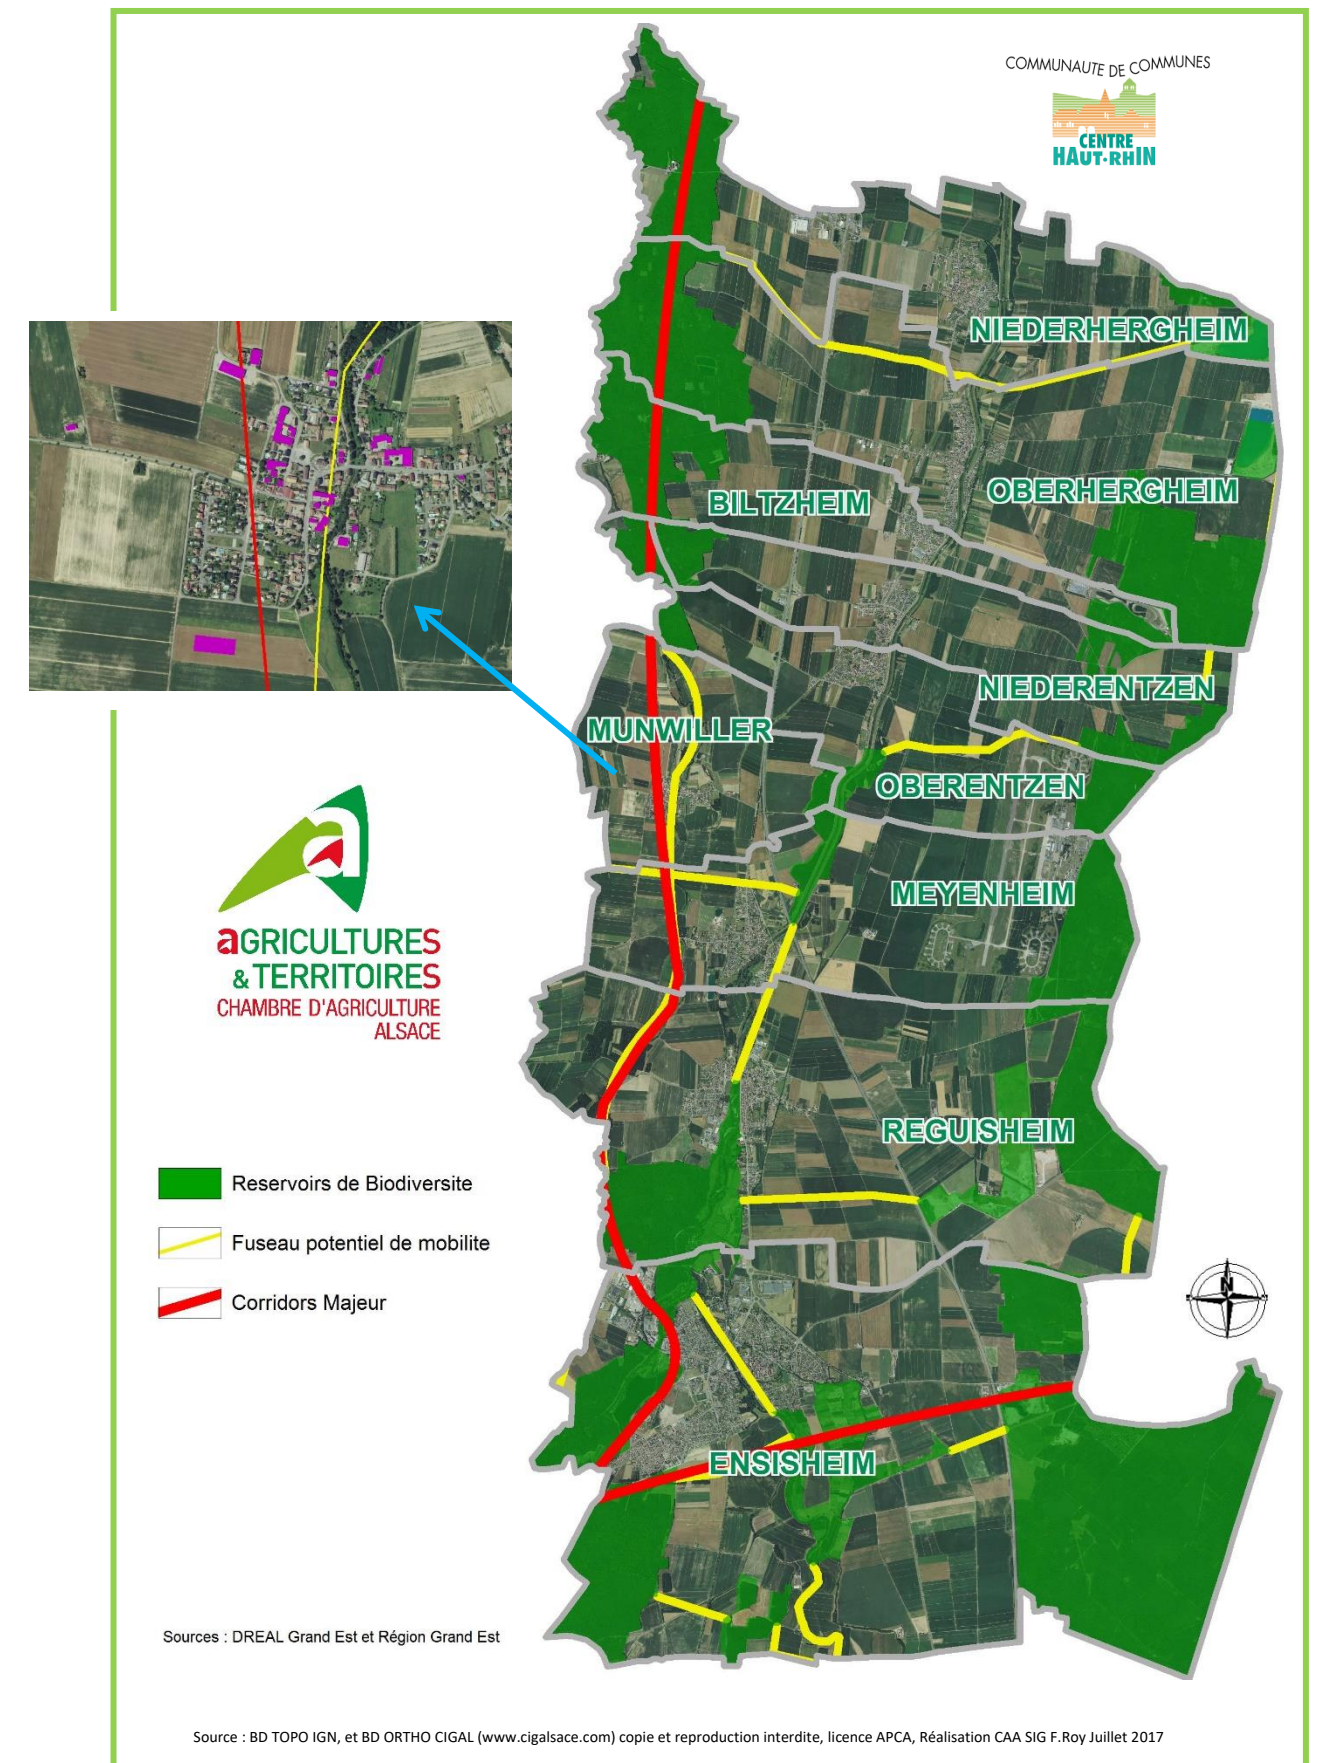 COMMUNAUTE DE COMMUNES
CENTRE
HAUT-RHIN
NIEDERHERGHEIM
OBERHERGHEIM
BILTZHEIM
NIEDERENTZEN
MUNWILLER
OBERENTZEN
MEYENHEIM
aGRICULTURES
& TERRITOIRES
CHAMBRE D'AGRICULTURE
ALSACE
REGUISHEIM
Reservoirs de Biodiversite
Fuseau potentiel de mobilite
Corridors Majeur
N
ENSISHEIM
Sources : DREAL Grand Est et Région Grand Est
Source : BD TOPO IGN, et BD ORTHO CIGAL (www.cigalsace.com) copie et reproduction interdite, licence APCA, Réalisation CAA SIG F.Roy Juillet 2017